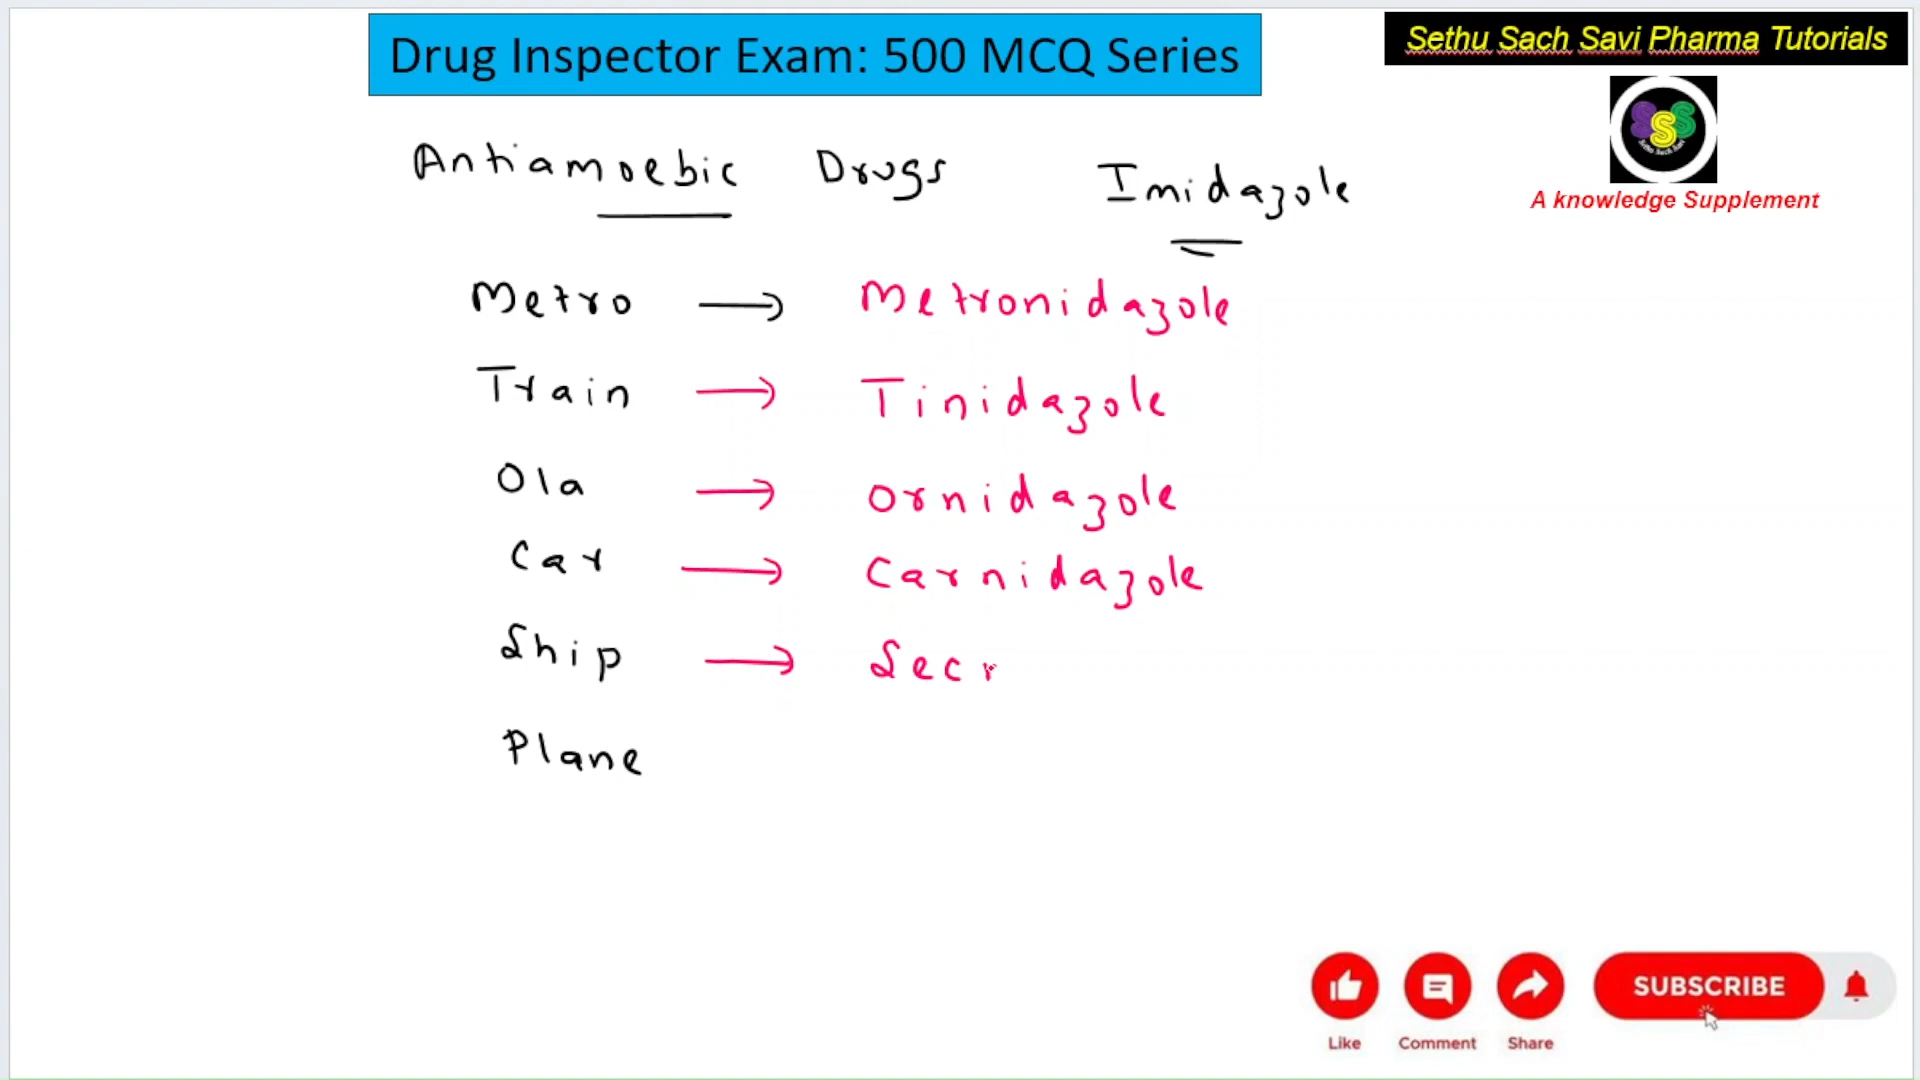 Drug Inspector Exam: 500 MCQ Series
Sethu Sach Savi Pharma Tutorials
SSS
A knowledge Supplement
Antiamoebic Drugs Imidazole
Metro → Metronidazole
Train → Tinidazole
Ola → Ornidazole
Car → Carnidazole
Ship → Secr
Plane
SUBSCRIBE
Like Comment Share